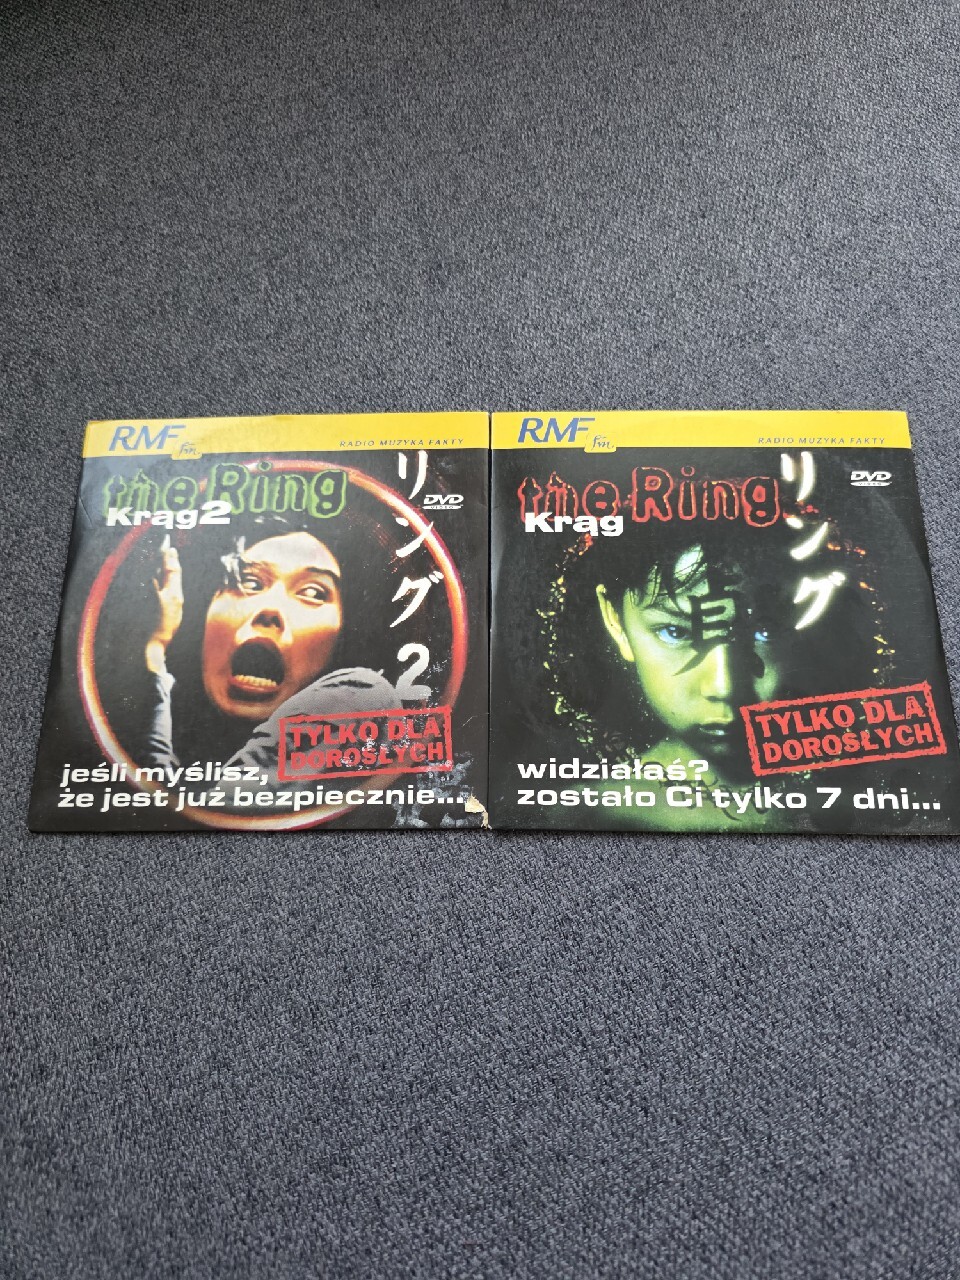 RMF fm
RADIO MUZYKA FAKTY
the Ring
Krąg2
DVD
VIDEO
リング2
TYLKO DLA
DOROSŁYCH
jeśli myślisz,
że jest już bezpiecznie...
RMF fm
RADIO MUZYKA FAKTY
the Ring
Krąg
DVD
VIDEO
リング
TYLKO DLA
DOROSŁYCH
widziałaś?
zostało Ci tylko 7 dni...